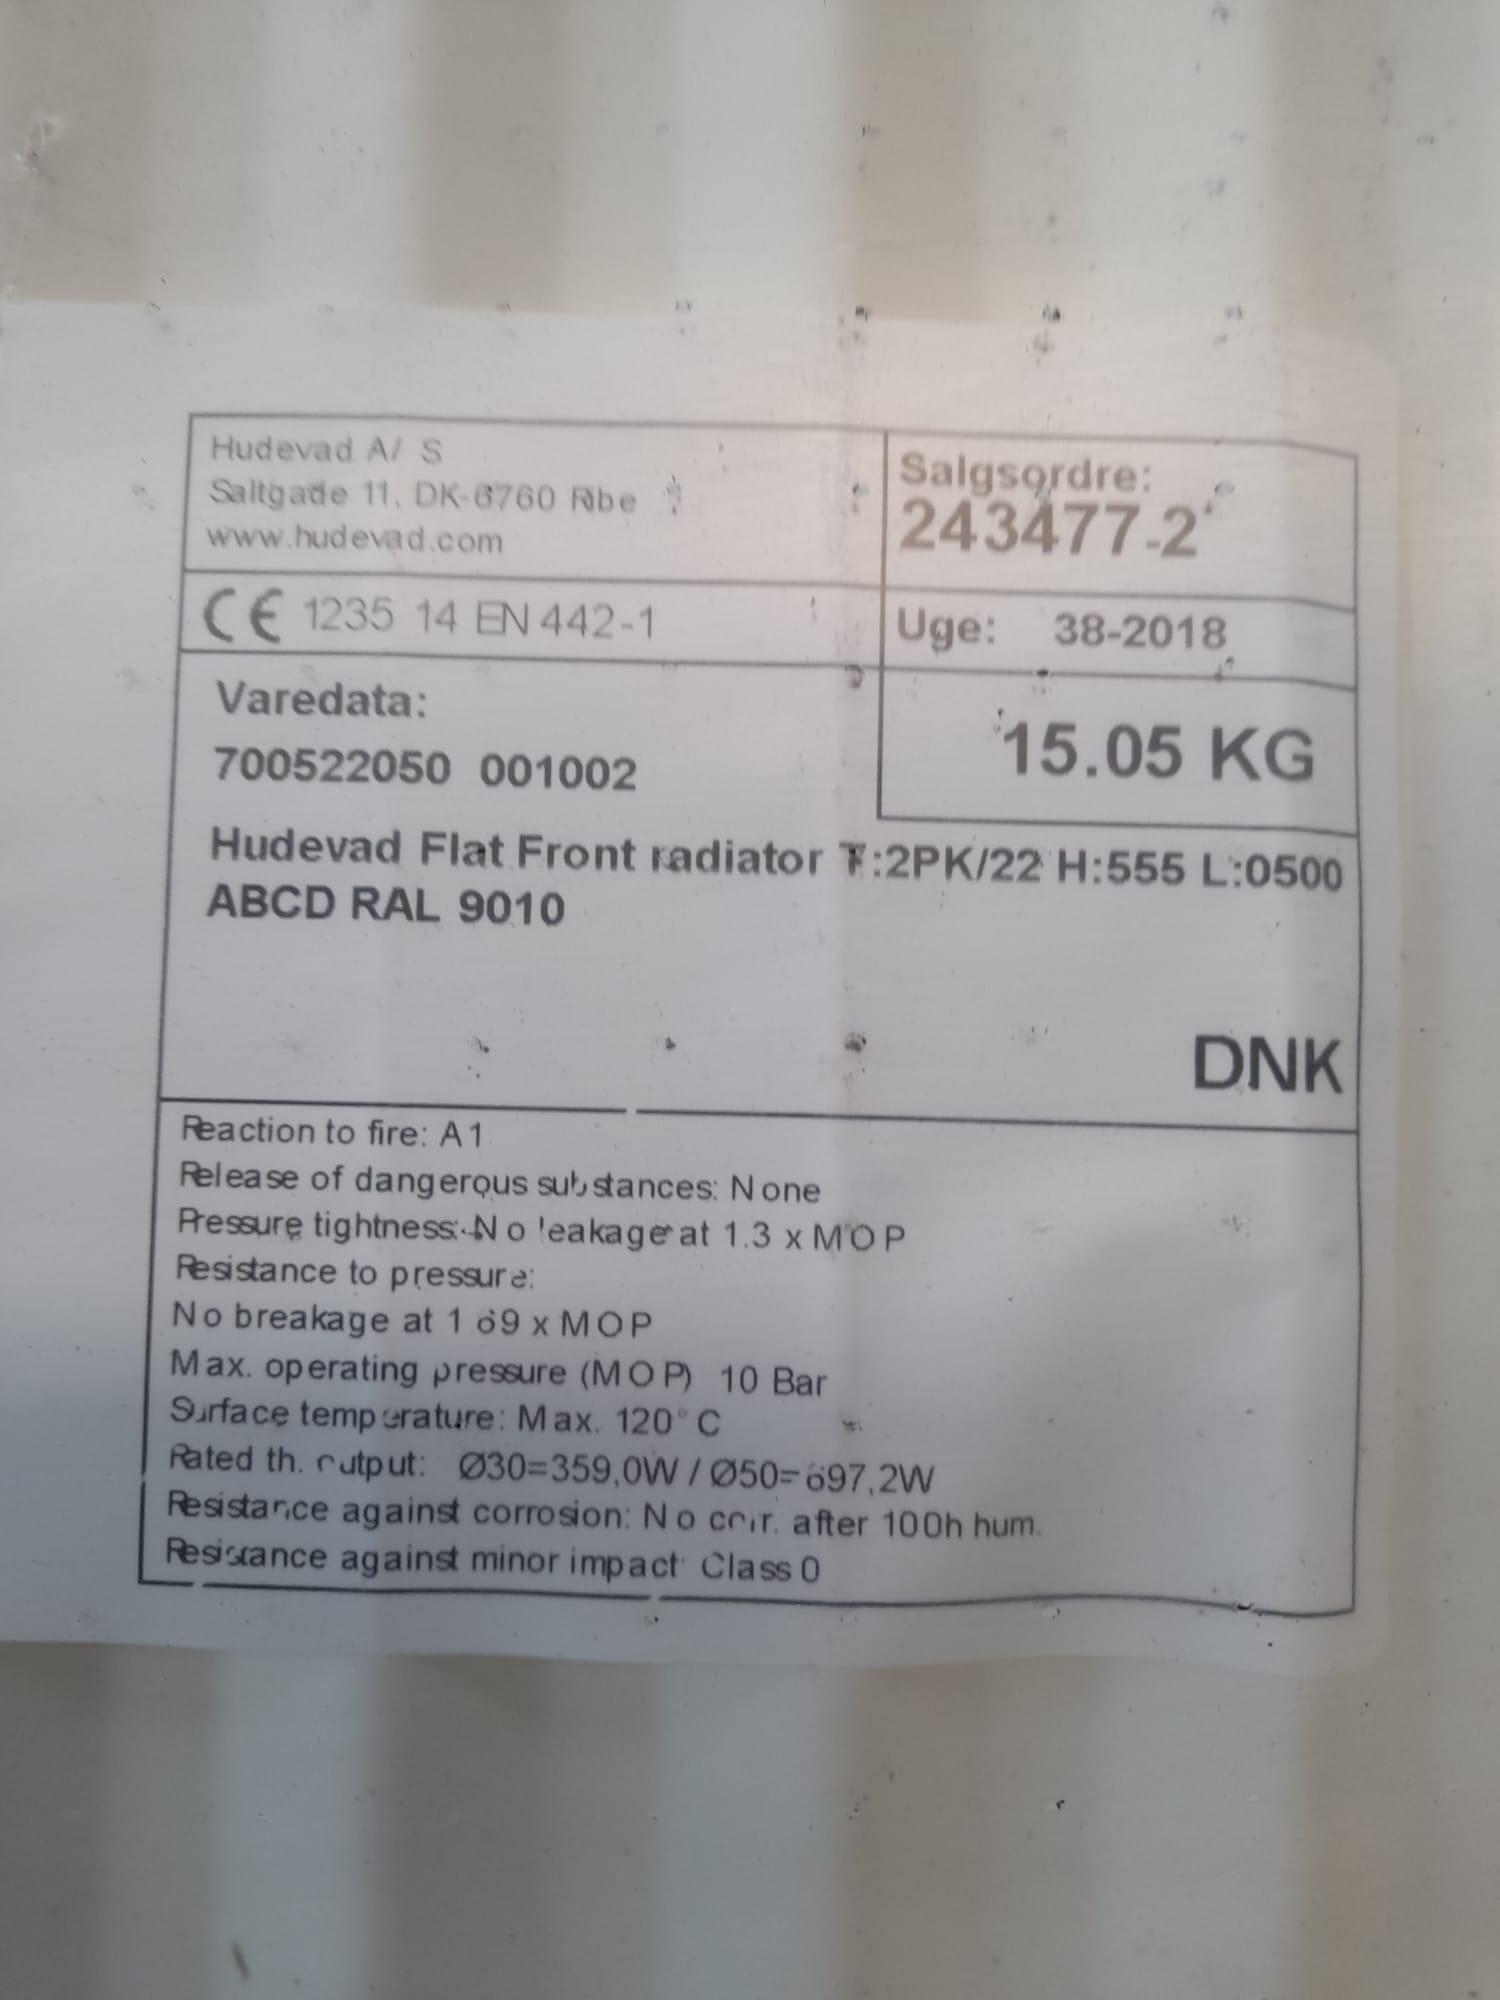 Hudevad A/S
Saltgade 11, DK-6760 Ribe
www.hudevad.com
Salgsordre:
243477-2
CE 1235 14 EN 442-1
Uge: 38-2018
15.05 KG
Varedata:
700522050 001002
Hudevad Flat Front radiator T:2PK/22 H:555 L:0500
ABCD RAL 9010
DNK
Reaction to fire: A1
Release of dangerous substances: None
Pressure tightness: No leakage at 1.3 x MOP
Resistance to pressure:
No breakage at 1.69 x MOP
Max. operating pressure (MOP) 10 Bar
Surface temperature: Max. 120°C
Rated th. output: Ø30=359,0W / Ø50=697,2W
Resistance against corrosion: No corr. after 100h hum.
Resistance against minor impact: Class 0